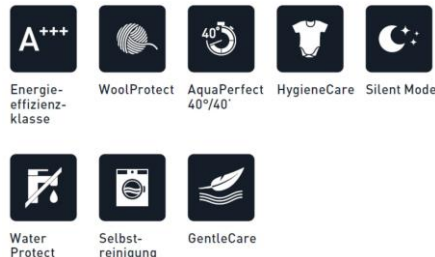 A+++
40°
Energie-
effizienz-
klasse
WoolProtect
AquaPerfect
40°/40'
HygieneCare
Silent Mode
Water
Protect
Selbst-
reinigung
GentleCare